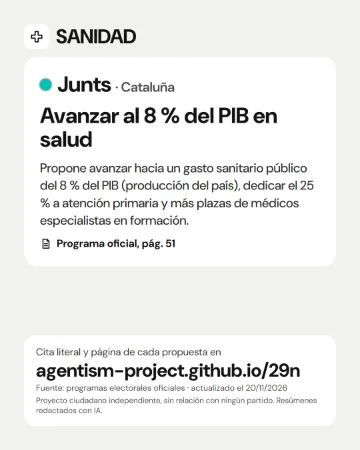 SANIDAD
Junts · Cataluña
Avanzar al 8 % del PIB en
salud
Propone avanzar hacia un gasto sanitario público
del 8 % del PIB (producción del país), dedicar el 25
% a atención primaria y más plazas de médicos
especialistas en formación.
Programa oficial, pág. 51
Cita literal y página de cada propuesta en
agentism-project.github.io/29n
Fuente: programas electorales oficiales · actualizado el 20/11/2026
Proyecto ciudadano independiente, sin relación con ningún partido. Resúmenes
redactados con IA.